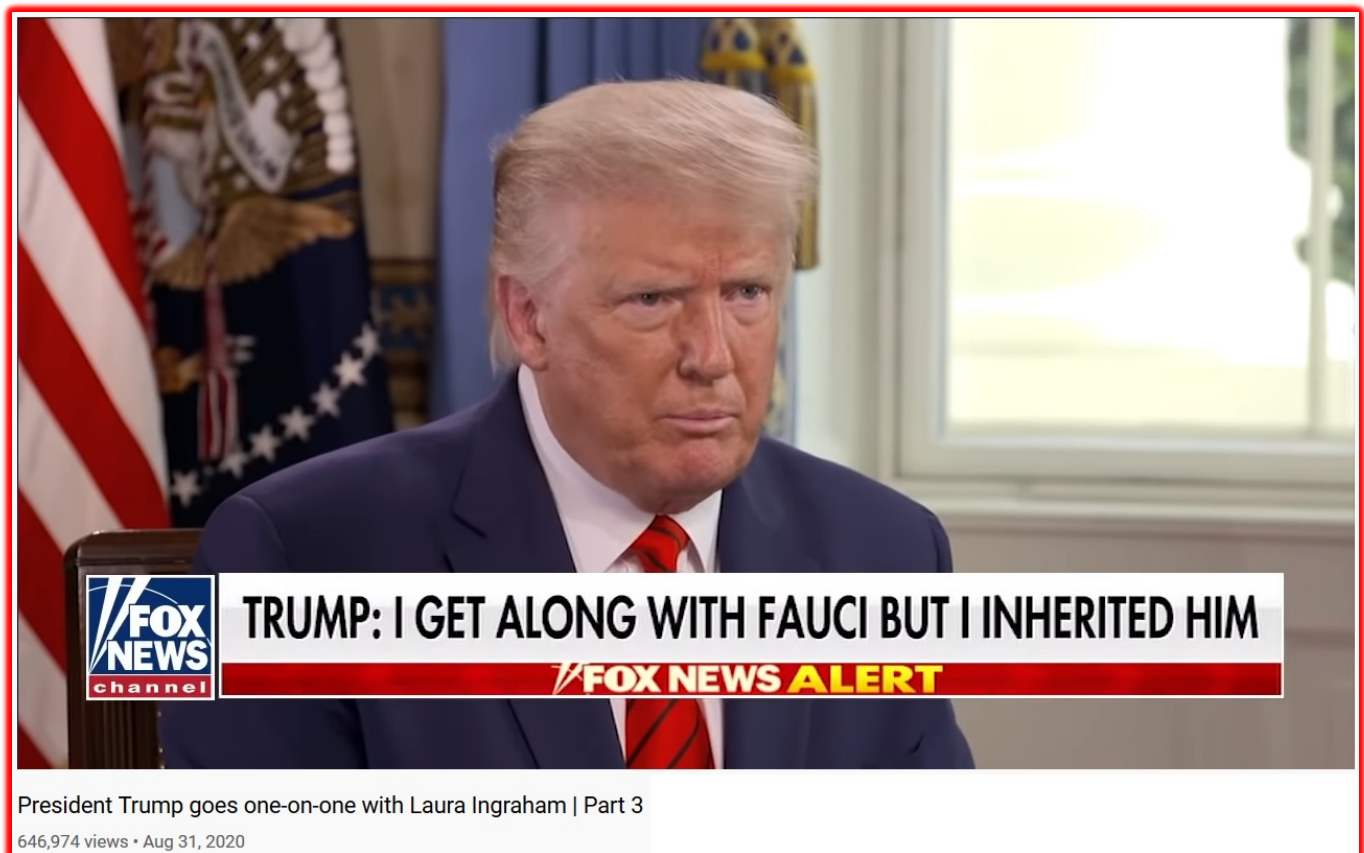 FOX
NEWS
channel
TRUMP: I GET ALONG WITH FAUCI BUT I INHERITED HIM
FOX NEWS ALERT
President Trump goes one-on-one with Laura Ingraham | Part 3
646,974 views • Aug 31, 2020